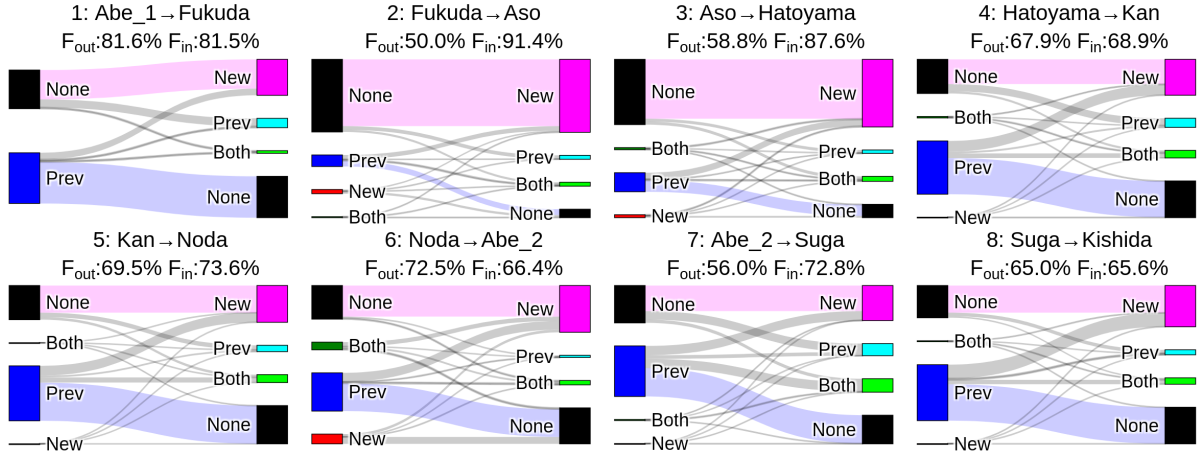 1: Abe_1→Fukuda
F_out:81.6% F_in:81.5%
None
Prev
New
Prev
Both
None
2: Fukuda→Aso
F_out:50.0% F_in:91.4%
None
Prev
New
Both
New
Prev
Both
None
3: Aso→Hatoyama
F_out:58.8% F_in:87.6%
None
Both
Prev
New
New
Prev
Both
None
4: Hatoyama→Kan
F_out:67.9% F_in:68.9%
None
Both
Prev
New
New
Prev
Both
None
5: Kan→Noda
F_out:69.5% F_in:73.6%
None
Both
Prev
New
New
Prev
Both
None
6: Noda→Abe_2
F_out:72.5% F_in:66.4%
None
Both
Prev
New
New
Prev
Both
None
7: Abe_2→Suga
F_out:56.0% F_in:72.8%
None
Prev
Both
New
New
Prev
Both
None
8: Suga→Kishida
F_out:65.0% F_in:65.6%
None
Both
Prev
New
New
Prev
Both
None